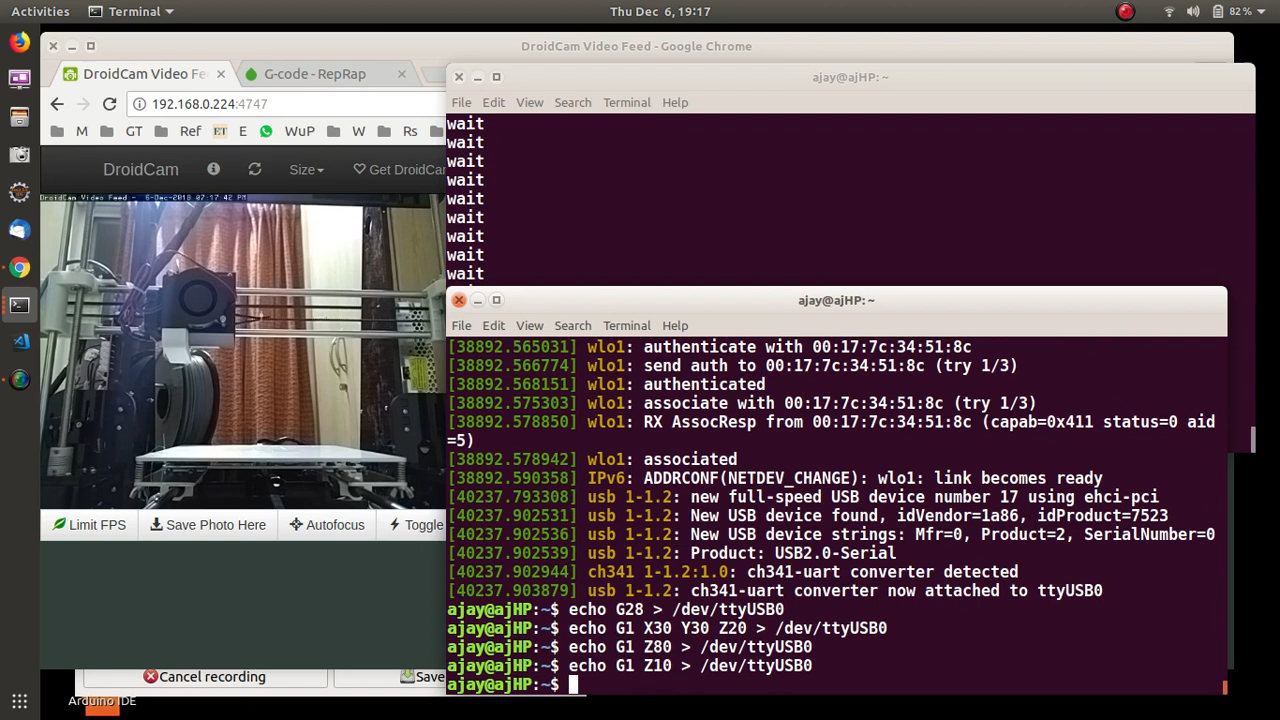 Activities
Terminal
Thu Dec 6, 19:17
82%
DroidCam Video Feed - Google Chrome
DroidCam Video Fe
G-code - RepRap
192.168.0.224:4747
M
GT
Ref
ET
E
WuP
W
Rs
DroidCam
Size
Get DroidCam
DroidCam Video Feed - 6-Dec-2018 07:17:42 PM
Limit FPS
Save Photo Here
Autofocus
Toggle
Cancel recording
Save
Arduino IDE
ajay@ajHP: ~
File Edit View Search Terminal Help
wait
wait
wait
wait
wait
wait
wait
wait
wait
ajay@ajHP: ~
File Edit View Search Terminal Help
[38892.565031] wlo1: authenticate with 00:17:7c:34:51:8c
[38892.566774] wlo1: send auth to 00:17:7c:34:51:8c (try 1/3)
[38892.568151] wlo1: authenticated
[38892.575303] wlo1: associate with 00:17:7c:34:51:8c (try 1/3)
[38892.578850] wlo1: RX AssocResp from 00:17:7c:34:51:8c (capab=0x411 status=0 aid
=5)
[38892.578942] wlo1: associated
[38892.590358] IPv6: ADDRCONF(NETDEV_CHANGE): wlo1: link becomes ready
[40237.793308] usb 1-1.2: new full-speed USB device number 17 using ehci-pci
[40237.902531] usb 1-1.2: New USB device found, idVendor=1a86, idProduct=7523
[40237.902536] usb 1-1.2: New USB device strings: Mfr=0, Product=2, SerialNumber=0
[40237.902539] usb 1-1.2: Product: USB2.0-Serial
[40237.902944] ch341 1-1.2:1.0: ch341-uart converter detected
[40237.903879] usb 1-1.2: ch341-uart converter now attached to ttyUSB0
ajay@ajHP:~$ echo G28 > /dev/ttyUSB0
ajay@ajHP:~$ echo G1 X30 Y30 Z20 > /dev/ttyUSB0
ajay@ajHP:~$ echo G1 Z80 > /dev/ttyUSB0
ajay@ajHP:~$ echo G1 Z10 > /dev/ttyUSB0
ajay@ajHP:~$